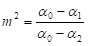 m² = (α₀ − α₁) / (α₀ − α₂)